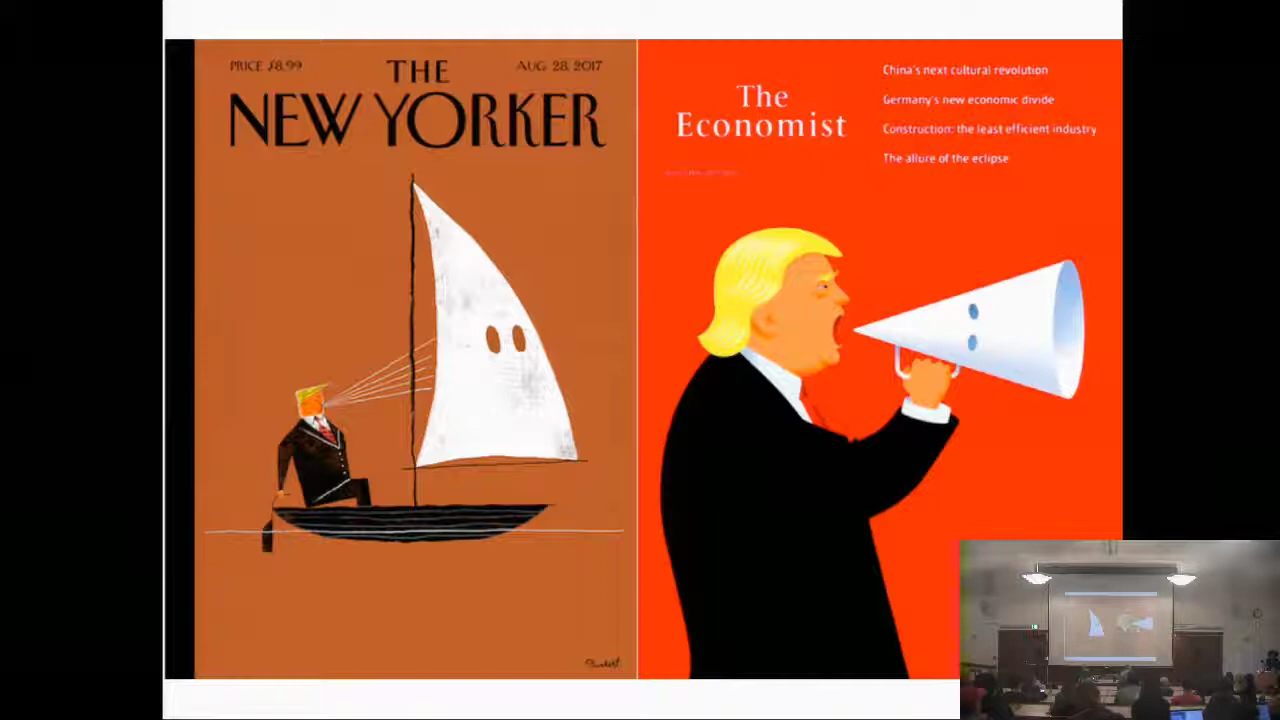 PRICE $8.99
AUG. 28, 2017
THE
NEW YORKER
The
Economist
China's next cultural revolution
Germany's new economic divide
Construction: the least efficient industry
The allure of the eclipse